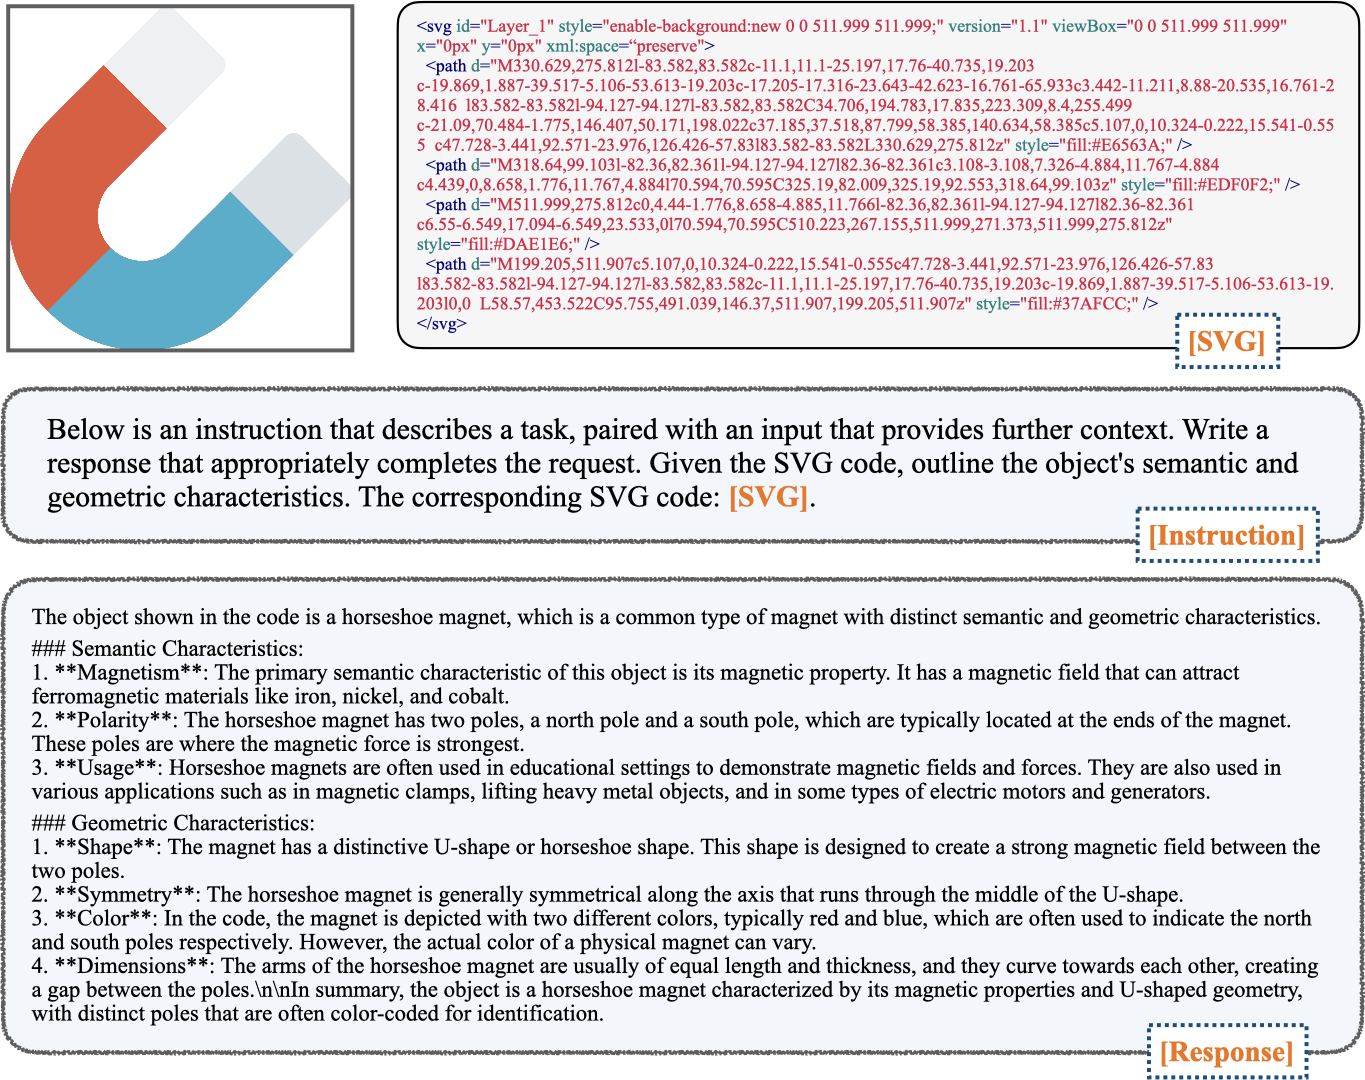 <svg id="Layer_1" style="enable-background:new 0 0 511.999 511.999;" version="1.1" viewBox="0 0 511.999 511.999"
x="0px" y="0px" xml:space=“preserve">
<path d="M330.629,275.812l-83.582,83.582c-11.1,11.1-25.197,17.76-40.735,19.203
c-19.869,1.887-39.517-5.106-53.613-19.203c-17.205-17.316-23.643-42.623-16.761-65.933c3.442-11.211,8.88-20.535,16.761-2
8.416 l83.582-83.582l-94.127-94.127l-83.582,83.582C34.706,194.783,17.835,223.309,8.4,255.499
c-21.09,70.484-1.775,146.407,50.171,198.022c37.185,37.518,87.799,58.385,140.634,58.385c5.107,0,10.324-0.222,15.541-0.55
5 c47.728-3.441,92.571-23.976,126.426-57.83l83.582-83.582L330.629,275.812z" style="fill:#E6563A;" />
<path d="M318.64,99.103l-82.36,82.361l-94.127-94.127l82.36-82.361c3.108-3.108,7.326-4.884,11.767-4.884
c4.439,0,8.658,1.776,11.767,4.884l70.594,70.595C325.19,82.009,325.19,92.553,318.64,99.103z" style="fill:#EDF0F2;" />
<path d="M511.999,275.812c0,4.44-1.776,8.658-4.885,11.766l-82.36,82.361l-94.127-94.127l82.36-82.361
c6.55-6.549,17.094-6.549,23.533,0l70.594,70.595C510.223,267.155,511.999,271.373,511.999,275.812z"
style="fill:#DAE1E6;" />
<path d="M199.205,511.907c5.107,0,10.324-0.222,15.541-0.555c47.728-3.441,92.571-23.976,126.426-57.83
l83.582-83.582l-94.127-94.127l-83.582,83.582c-11.1,11.1-25.197,17.76-40.735,19.203c-19.869,1.887-39.517-5.106-53.613-19.
203l0,0 L58.57,453.522C95.755,491.039,146.37,511.907,199.205,511.907z" style="fill:#37AFCC;" />
</svg>
[SVG]
Below is an instruction that describes a task, paired with an input that provides further context. Write a
response that appropriately completes the request. Given the SVG code, outline the object's semantic and
geometric characteristics. The corresponding SVG code: [SVG].
[Instruction]
The object shown in the code is a horseshoe magnet, which is a common type of magnet with distinct semantic and geometric characteristics.
### Semantic Characteristics:
1. **Magnetism**: The primary semantic characteristic of this object is its magnetic property. It has a magnetic field that can attract
ferromagnetic materials like iron, nickel, and cobalt.
2. **Polarity**: The horseshoe magnet has two poles, a north pole and a south pole, which are typically located at the ends of the magnet.
These poles are where the magnetic force is strongest.
3. **Usage**: Horseshoe magnets are often used in educational settings to demonstrate magnetic fields and forces. They are also used in
various applications such as in magnetic clamps, lifting heavy metal objects, and in some types of electric motors and generators.
### Geometric Characteristics:
1. **Shape**: The magnet has a distinctive U-shape or horseshoe shape. This shape is designed to create a strong magnetic field between the
two poles.
2. **Symmetry**: The horseshoe magnet is generally symmetrical along the axis that runs through the middle of the U-shape.
3. **Color**: In the code, the magnet is depicted with two different colors, typically red and blue, which are often used to indicate the north
and south poles respectively. However, the actual color of a physical magnet can vary.
4. **Dimensions**: The arms of the horseshoe magnet are usually of equal length and thickness, and they curve towards each other, creating
a gap between the poles.\n\nIn summary, the object is a horseshoe magnet characterized by its magnetic properties and U-shaped geometry,
with distinct poles that are often color-coded for identification.
[Response]